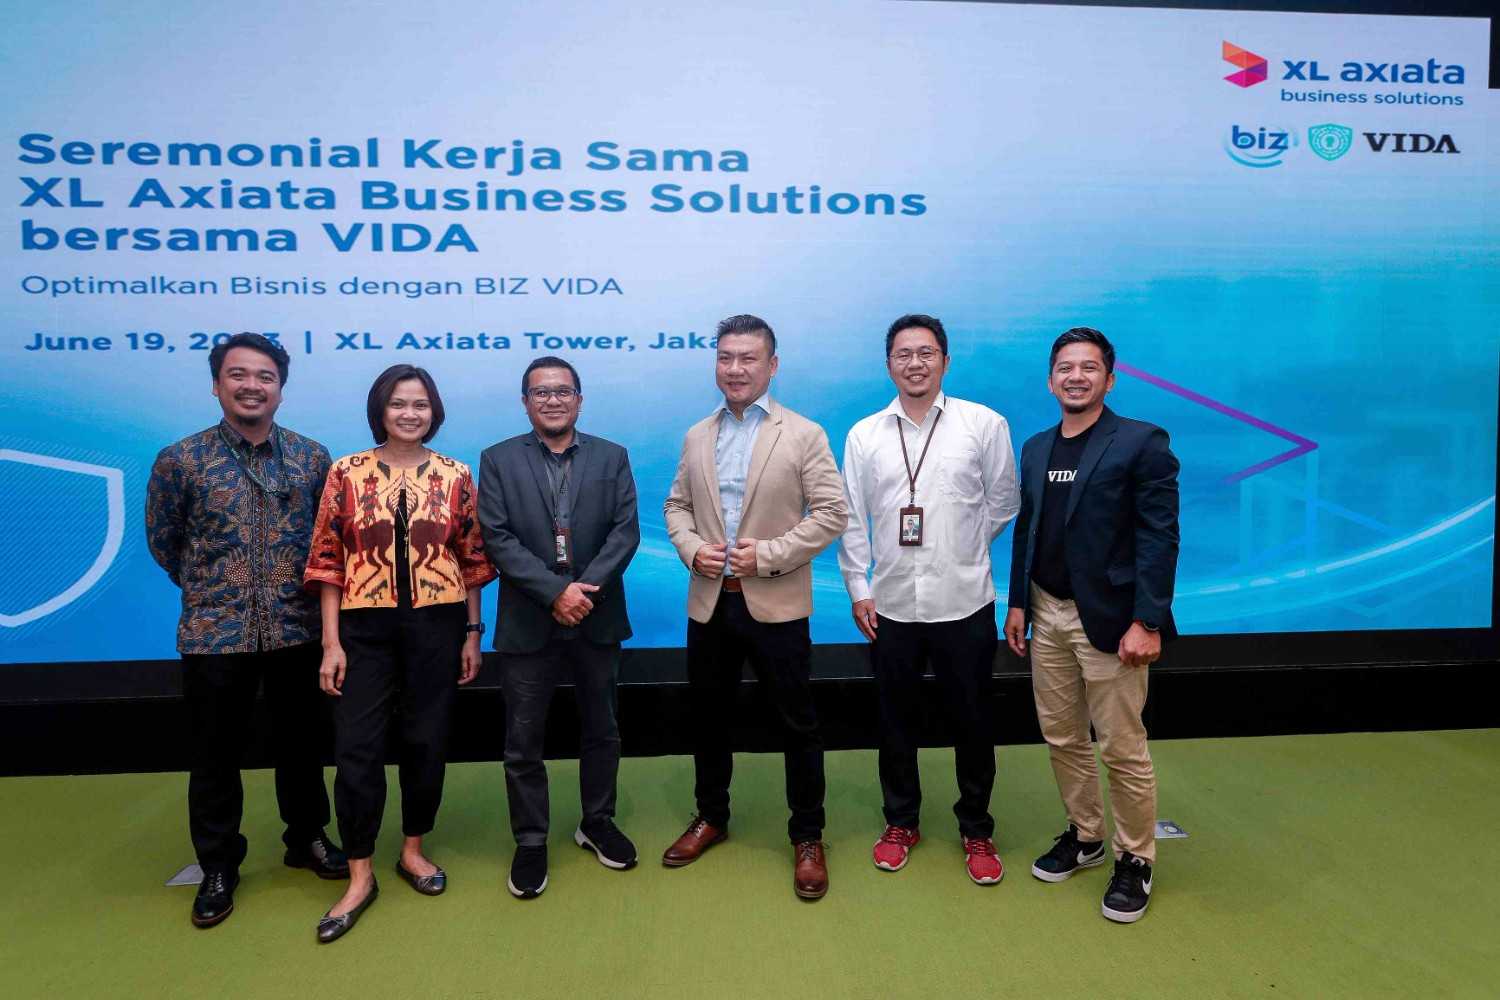 XL axiata
business solutions
biz VIDA
Seremonial Kerja Sama
XL Axiata Business Solutions
bersama VIDA
Optimalkan Bisnis dengan BIZ VIDA
June 19, | XL Axiata Tower,
VIDA